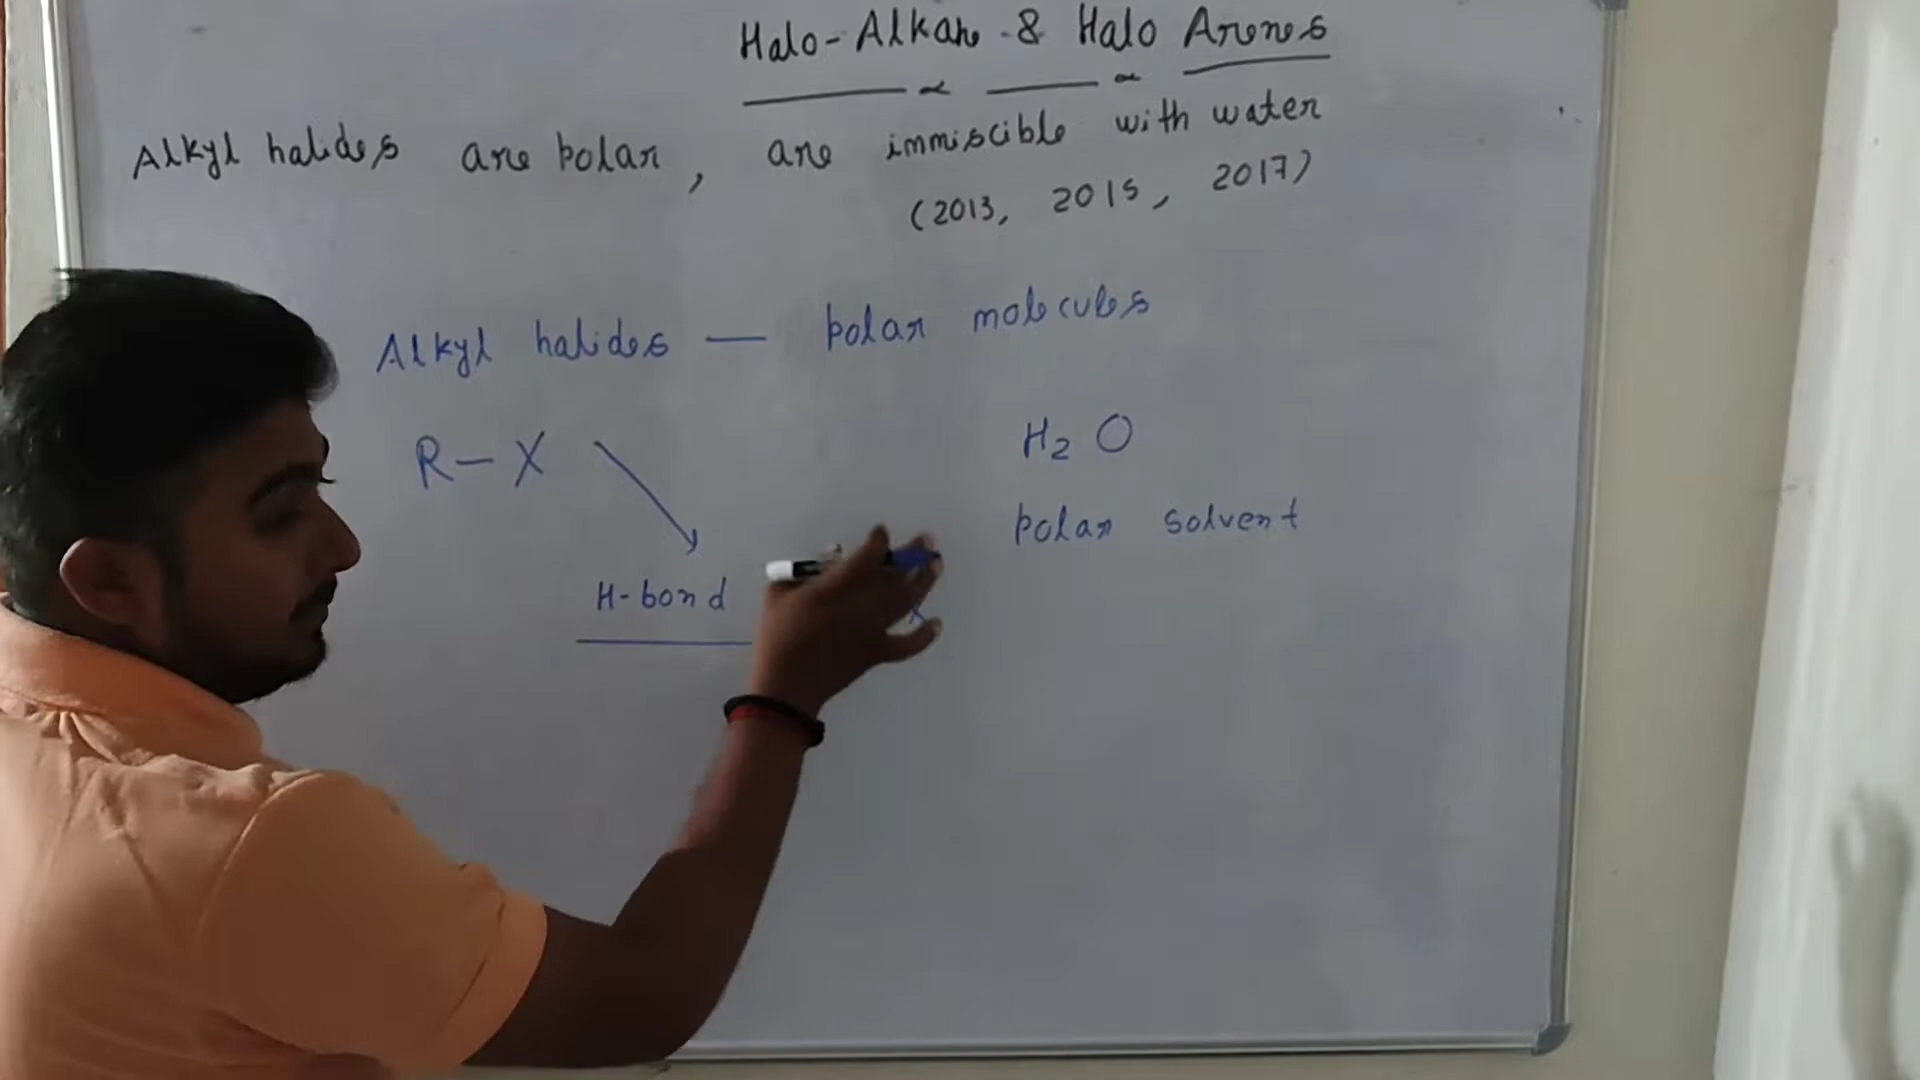 Halo-Alkane & Halo Arenes
Alkyl halides are polar, are immiscible with water
(2013, 2015, 2017)
Alkyl halides — polar molecules
R-X
H2O
polar solvent
H-bond
x